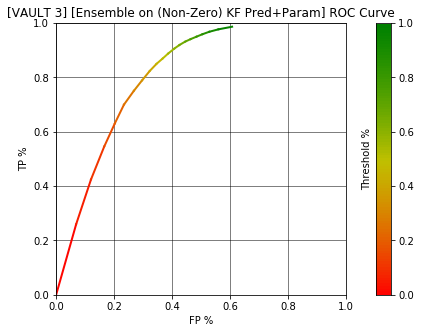 [VAULT 3] [Ensemble on (Non-Zero) KF Pred+Param] ROC Curve
1.0
0.8
0.6
0.4
0.2
0.0
TP %
0.0 0.2 0.4 0.6 0.8 1.0
FP %
1.0
0.8
0.6
0.4
0.2
0.0
Threshold %